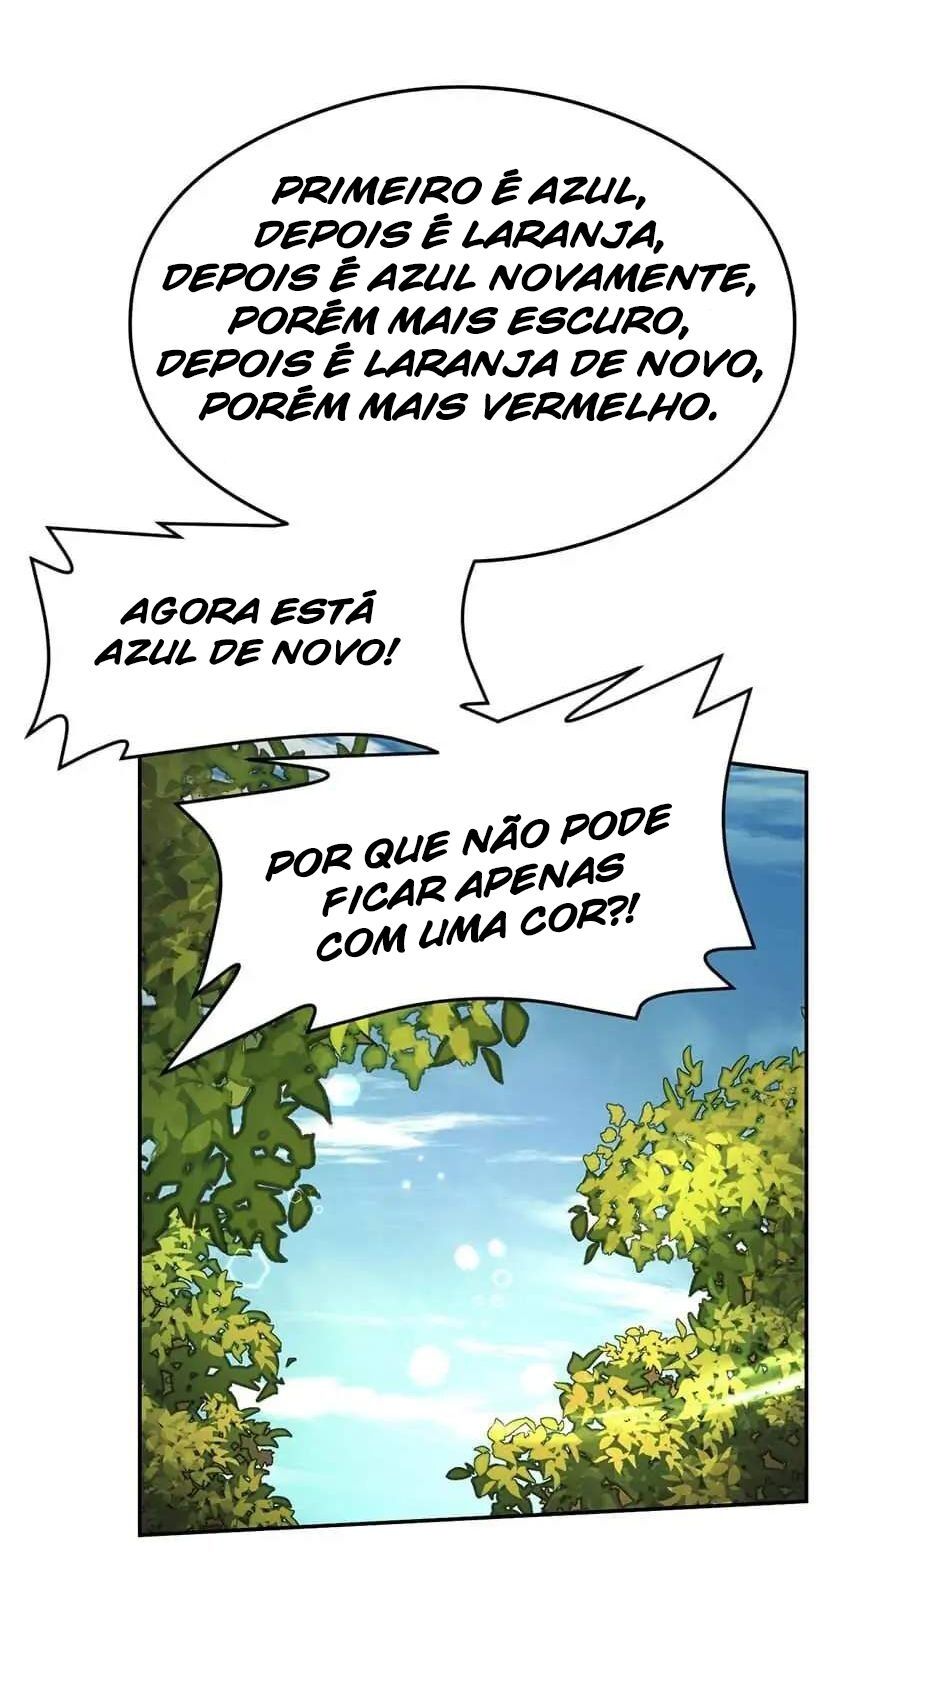 PRIMEIRO É AZUL,
DEPOIS É LARANJA,
DEPOIS É AZUL NOVAMENTE,
PORÉM MAIS ESCURO,
DEPOIS É LARANJA DE NOVO,
PORÉM MAIS VERMELHO.
AGORA ESTÁ
AZUL DE NOVO!
POR QUE NÃO PODE
FICAR APENAS
COM UMA COR?!